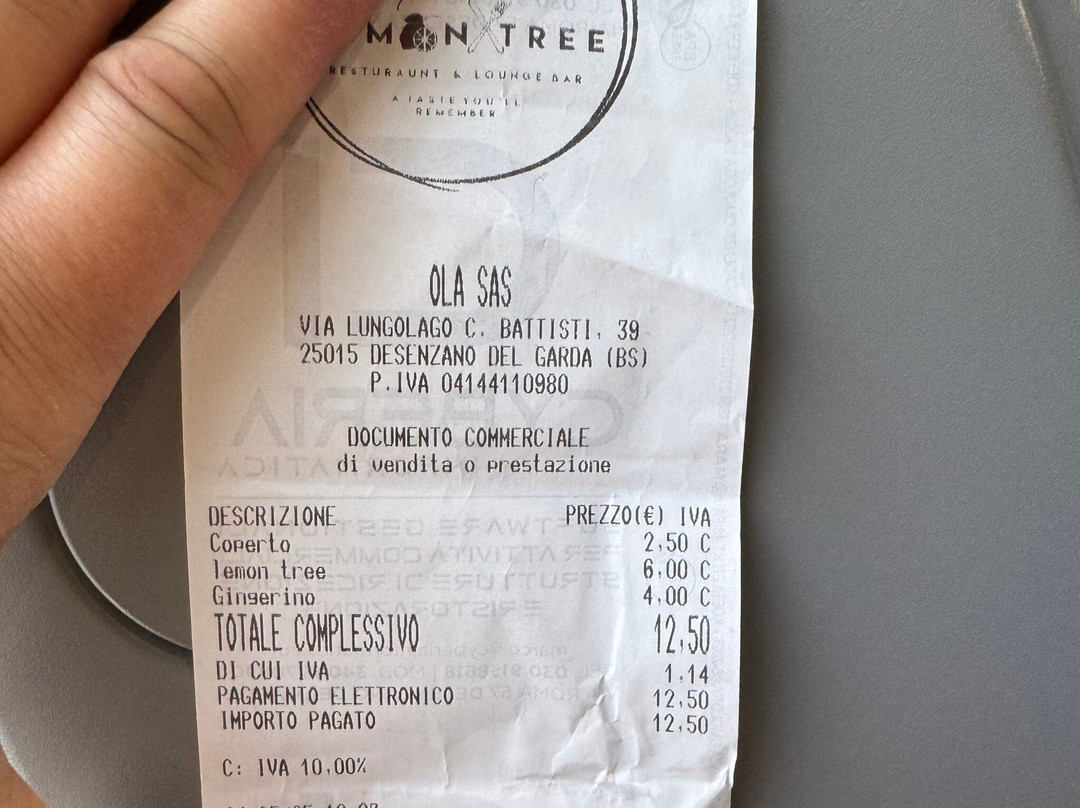 MON TREE
RESTURAUNT & LOUNGE BAR
A TASTE YOU'LL
REMEMBER
OLA SAS
VIA LUNGOLAGO C. BATTISTI, 39
25015 DESENZANO DEL GARDA (BS)
P.IVA 04144110980
DOCUMENTO COMMERCIALE
di vendita o prestazione
DESCRIZIONE PREZZO(€) IVA
Coperto 2,50 C
lemon tree 6,00 C
Gingerino 4,00 C
TOTALE COMPLESSIVO 12,50
DI CUI IVA 1,14
PAGAMENTO ELETTRONICO 12,50
IMPORTO PAGATO 12,50
C: IVA 10,00%